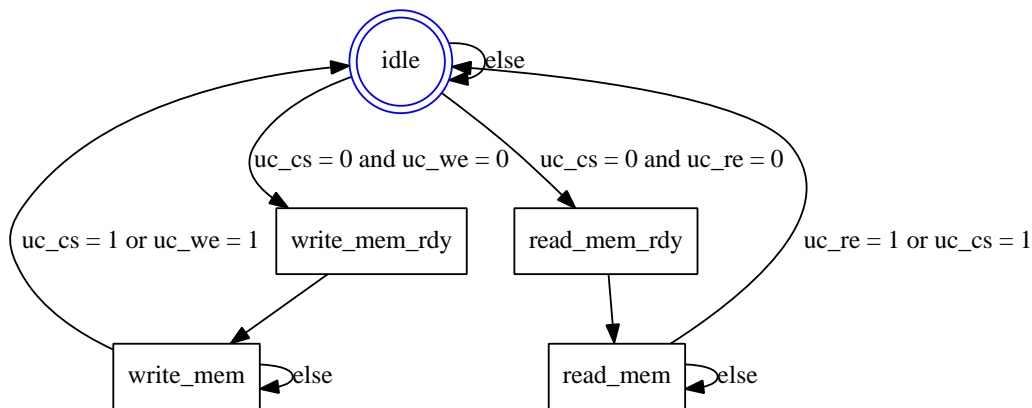 idle
else
uc_cs = 0 and uc_we = 0
uc_cs = 0 and uc_re = 0
uc_cs = 1 or uc_we = 1
write_mem_rdy
read_mem_rdy
uc_re = 1 or uc_cs = 1
write_mem
else
read_mem
else